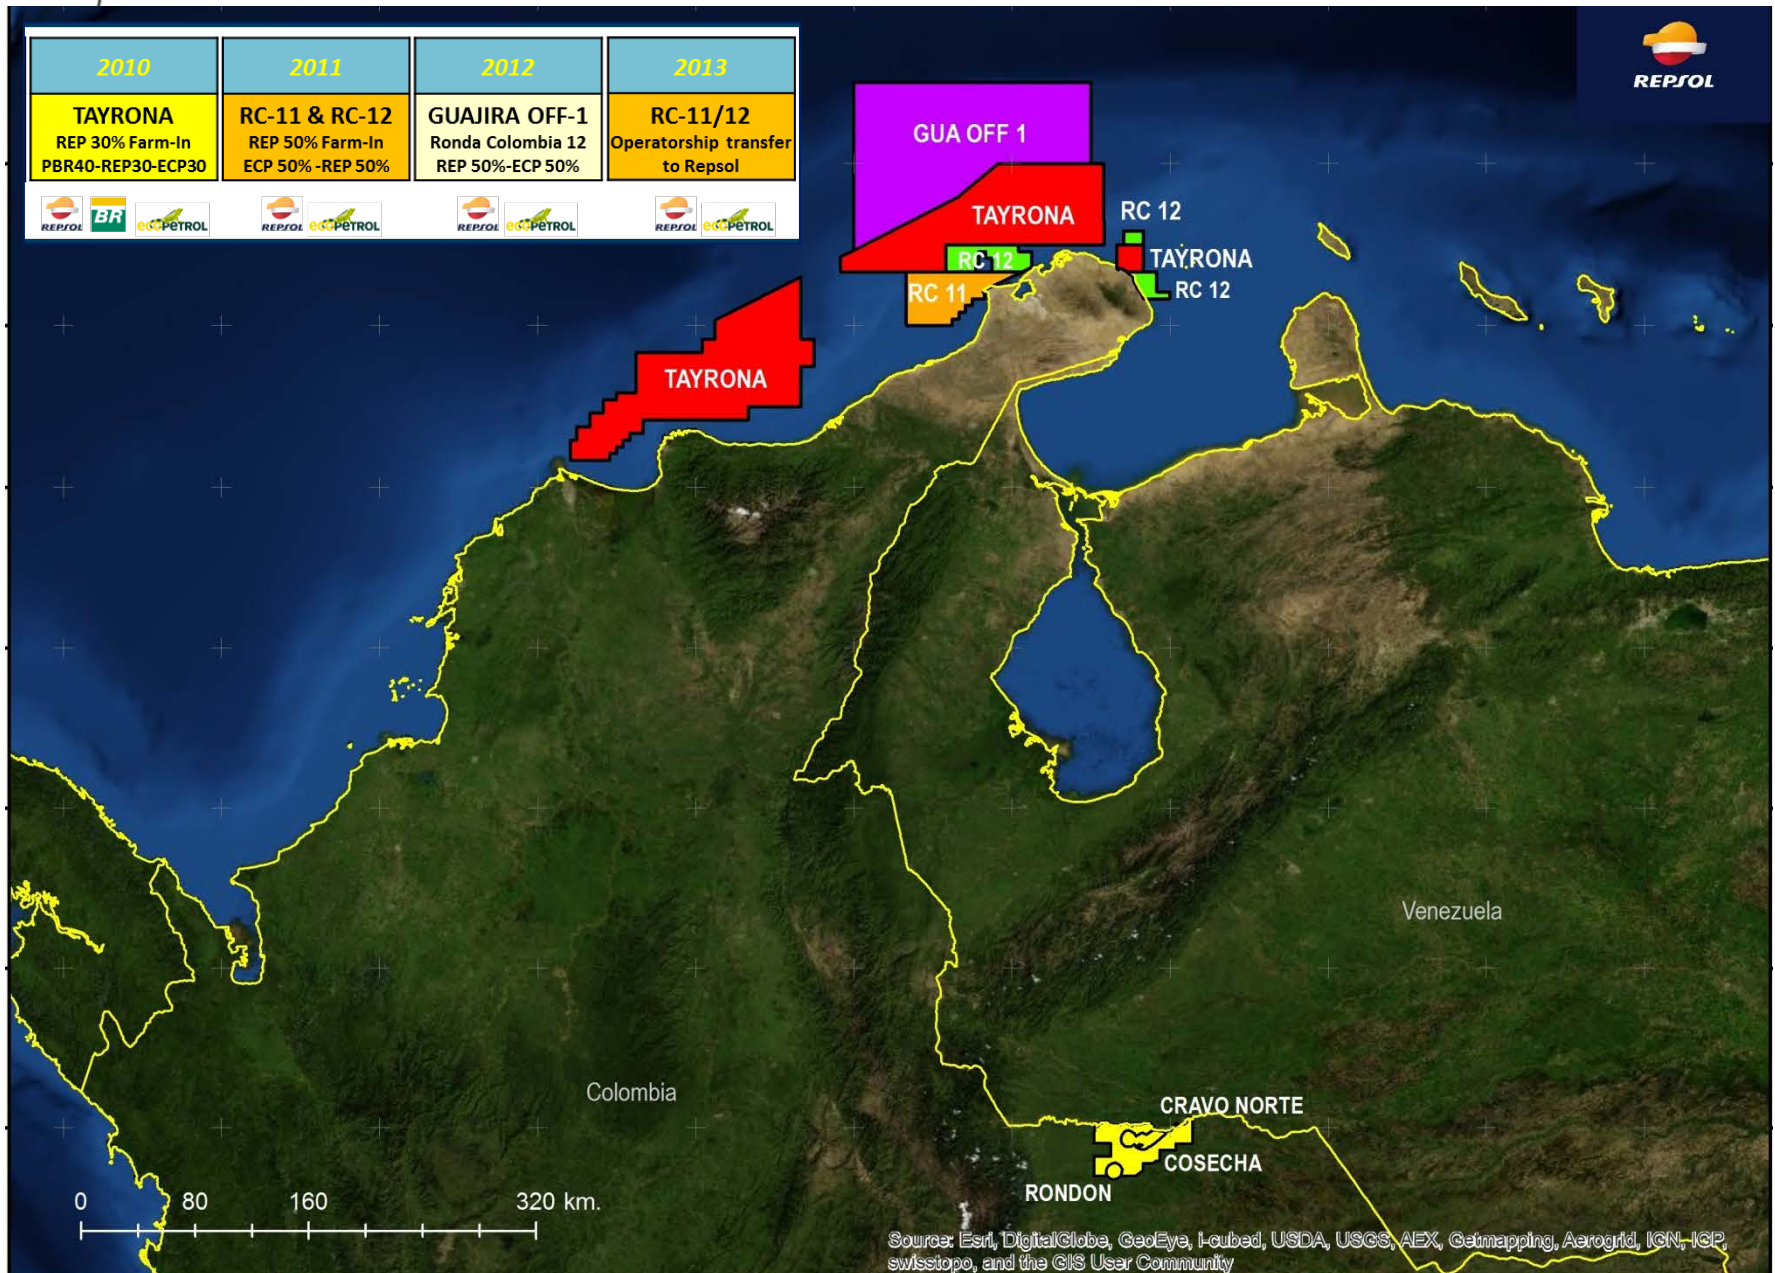 2010
2011
2012
2013
TAYRONA
REP 30% Farm-In
PBR40-REP30-ECP30
RC-11 & RC-12
REP 50% Farm-In
ECP 50% -REP 50%
GUAJIRA OFF-1
Ronda Colombia 12
REP 50%-ECP 50%
RC-11/12
Operatorship transfer
to Repsol
REPSOL
BR
ecoPETROL
REPSOL
ecoPETROL
REPSOL
ecoPETROL
REPSOL
ecoPETROL
REPSOL
GUA OFF 1
TAYRONA
RC 12
RC 12
TAYRONA
RC 11
RC 12
TAYRONA
Venezuela
Colombia
CRAVO NORTE
COSECHA
RONDON
0 80 160 320 km.
Source: Esri, DigitalGlobe, GeoEye, i-cubed, USDA, USGS, AEX, Getmapping, Aerogrid, IGN, IGP,
swisstopo, and the GIS User Community